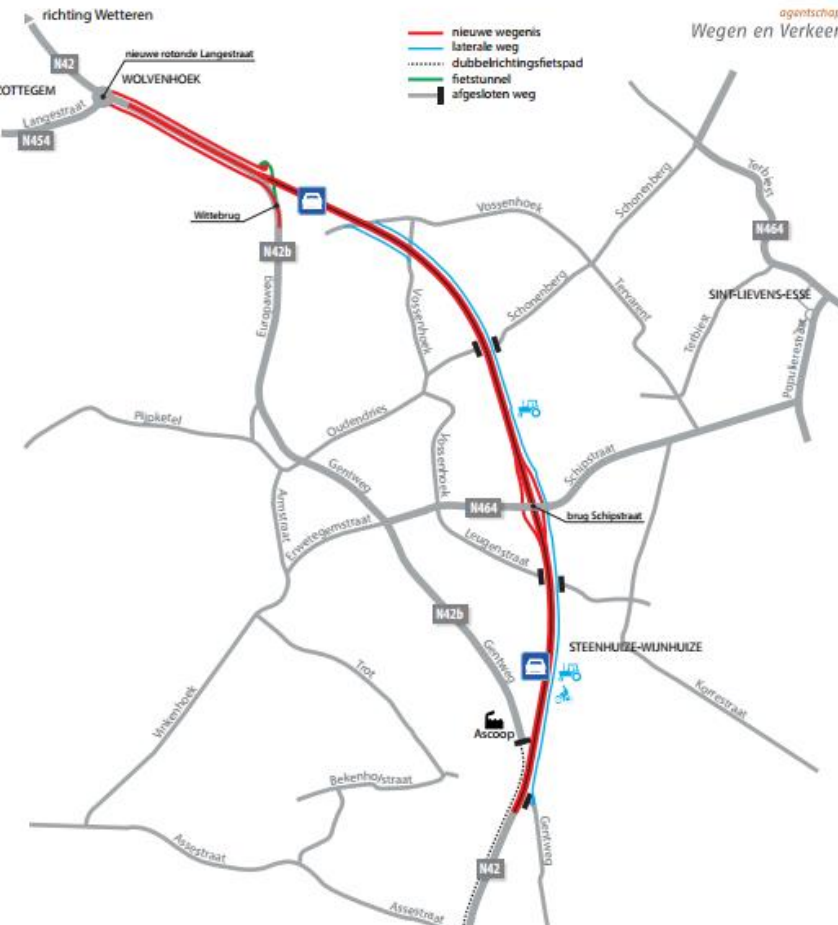 richting Wetteren
agentschap
Wegen en Verkeer
nieuwe wegenis
laterale weg
dubbelrichtingsfietspad
fietstunnel
afgesloten weg
N42
nieuwe rotonde Langestraat
WOLVENHOEK
ZOTTEGEM
Langestraat
N454
Wittebrug
N42b
Europaweg
Vossenhoek
Schonenberg
Terbiest
N464
SINT-LIEVENS-ESSE
Schonenberg
Tervarent
Vossenhoek
Terbiest
Populierestraat
Pijpketel
Oudendries
Vossenhoek
Gentweg
Schipstraat
N464
brug Schipstraat
Armstraat
Erwetegemstraat
Leugenstraat
N42b
Gentweg
STEENHUIZE-WIJNHUIZE
Trot
Kortestraat
Vinkenhoek
Ascoop
Bekenhofstraat
Assestraat
Gentweg
N42
Assestraat